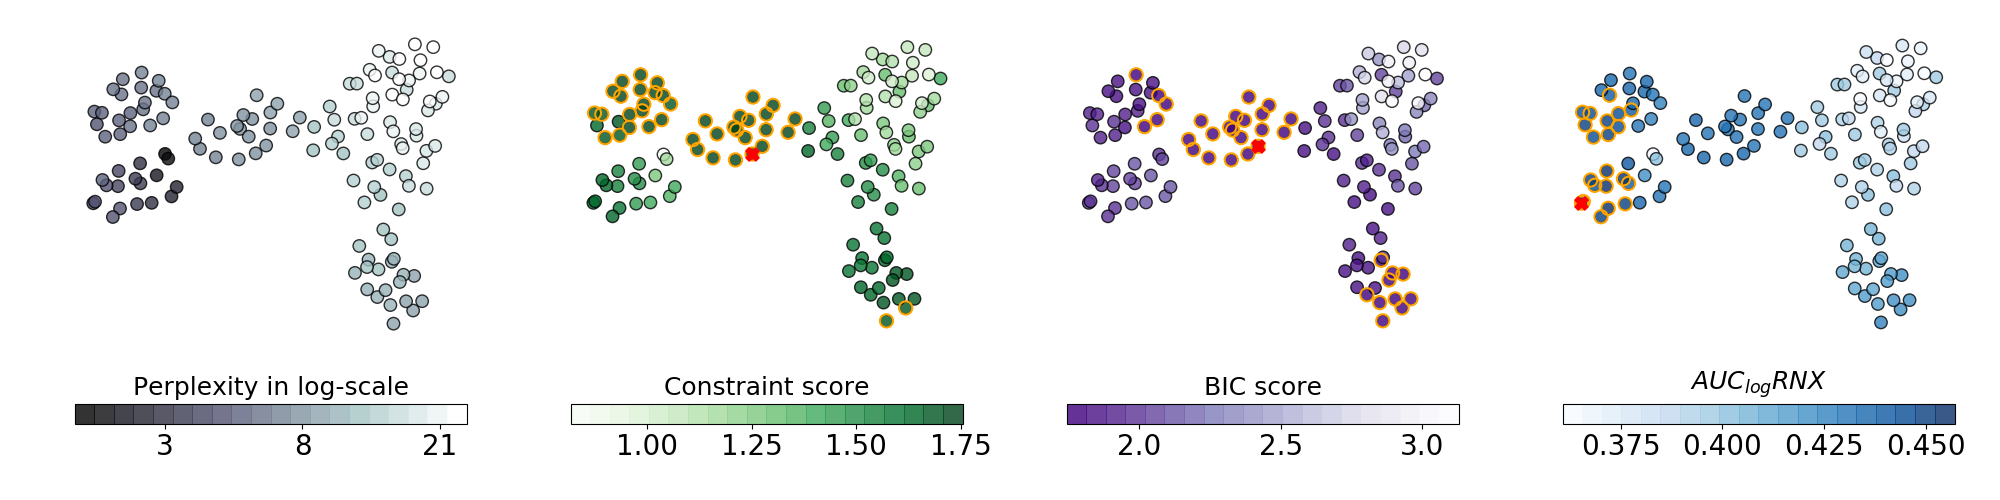 Perplexity in log-scale
3 8 21
Constraint score
1.00 1.25 1.50 1.75
BIC score
2.0 2.5 3.0
AUC_logRNX
0.375 0.400 0.425 0.450